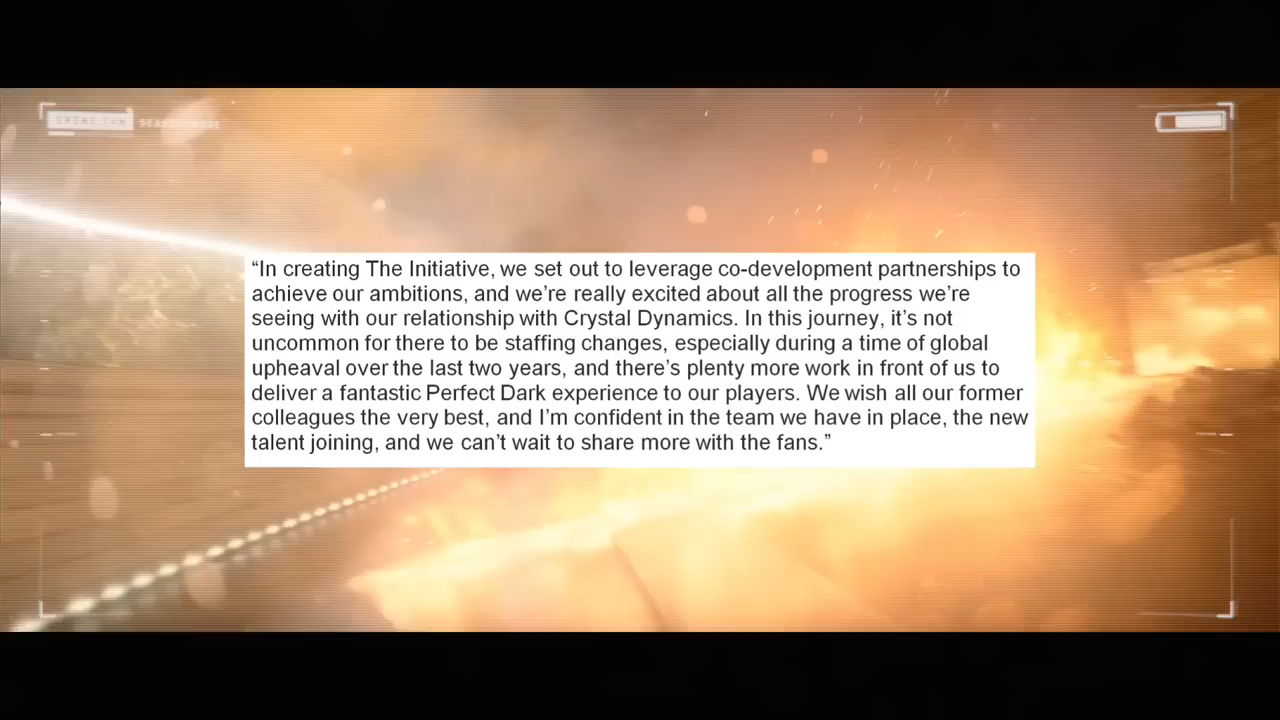 “In creating The Initiative, we set out to leverage co-development partnerships to
achieve our ambitions, and we’re really excited about all the progress we’re
seeing with our relationship with Crystal Dynamics. In this journey, it’s not
uncommon for there to be staffing changes, especially during a time of global
upheaval over the last two years, and there’s plenty more work in front of us to
deliver a fantastic Perfect Dark experience to our players. We wish all our former
colleagues the very best, and I’m confident in the team we have in place, the new
talent joining, and we can’t wait to share more with the fans.”